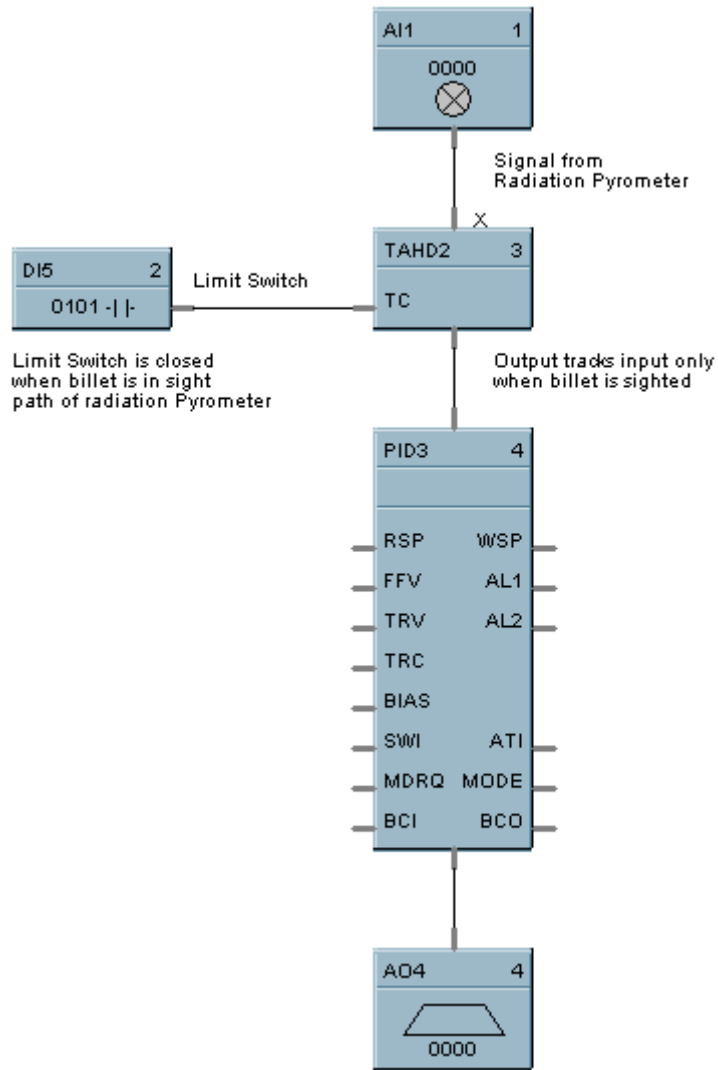 AI1 1
0000
Signal from
Radiation Pyrometer
X
TAHD2 3
TC
DI5 2
0101 -| |-
Limit Switch
Limit Switch is closed
when billet is in sight
path of radiation Pyrometer
Output tracks input only
when billet is sighted
PID3 4
RSP WSP
FFV AL1
TRV AL2
TRC
BIAS
SWI ATI
MDRQ MODE
BCI BCO
AO4 4
0000